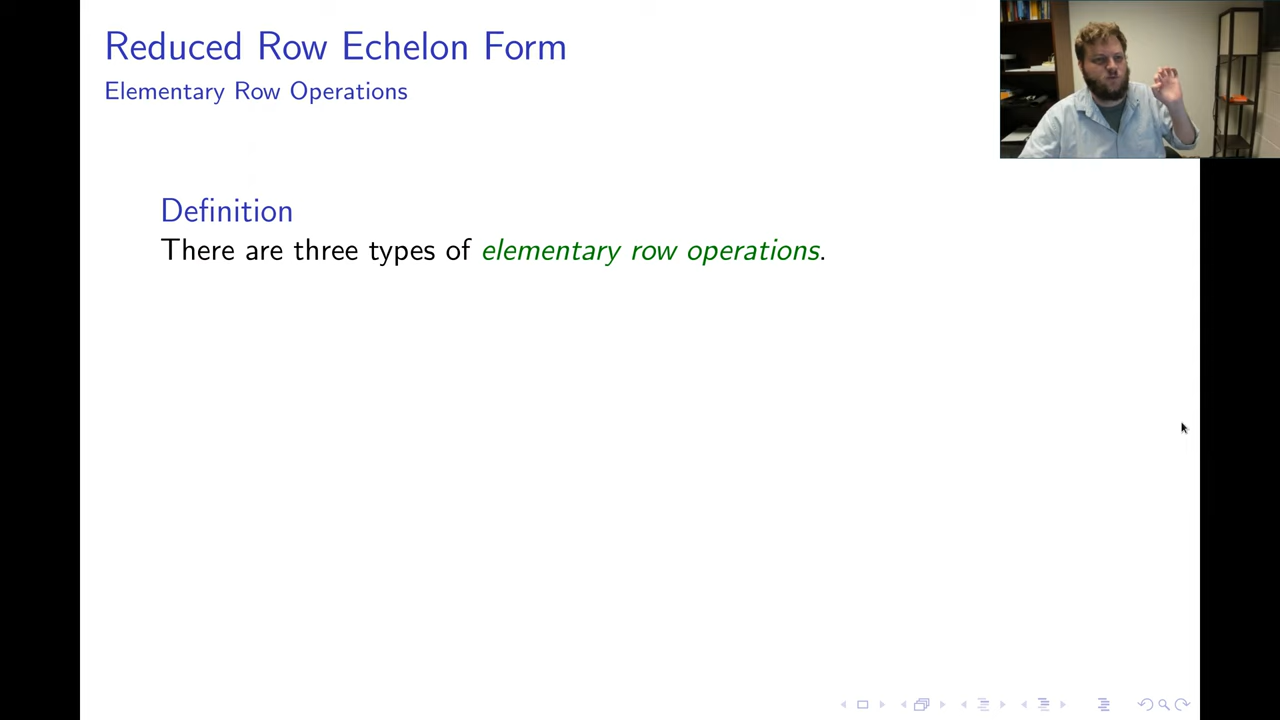 Reduced Row Echelon Form
Elementary Row Operations
Definition
There are three types of elementary row operations.